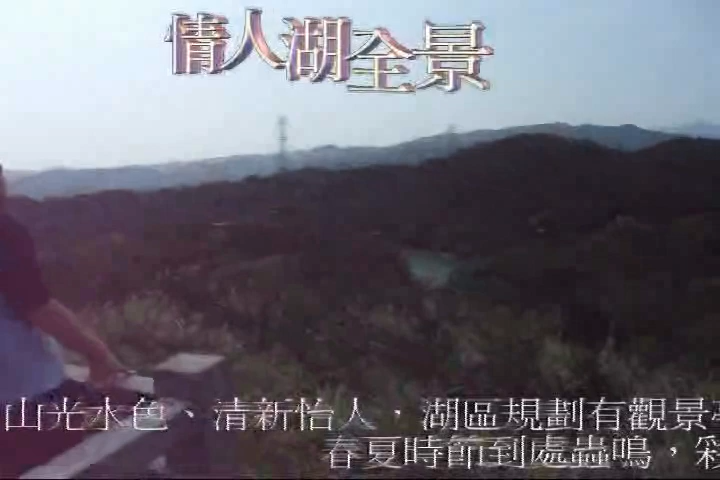 情人湖全景
山光水色、清新怡人，湖區規劃有觀景
春夏時節到處蟲鳴，彩